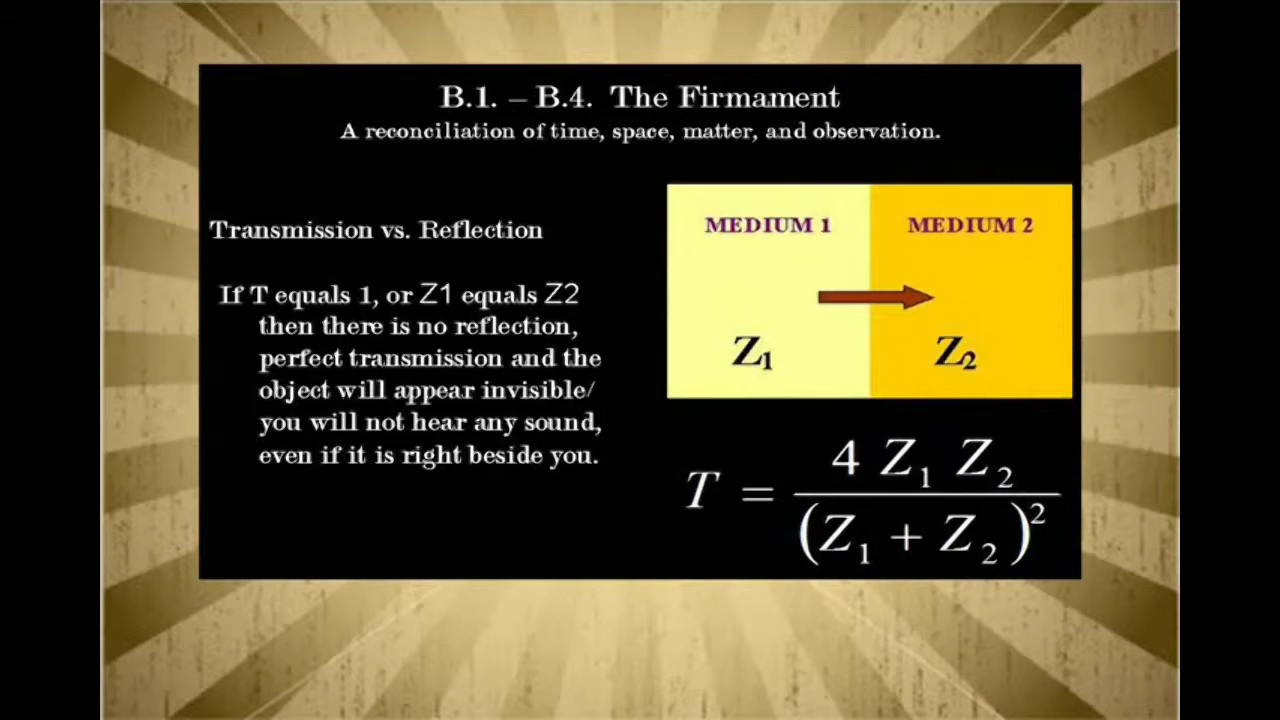 B.1. – B.4. The Firmament
A reconciliation of time, space, matter, and observation.
Transmission vs. Reflection
If T equals 1, or Z1 equals Z2
then there is no reflection,
perfect transmission and the
object will appear invisible/
you will not hear any sound,
even if it is right beside you.
MEDIUM 1 MEDIUM 2
Z₁ Z₂
T = 4 Z₁ Z₂ / (Z₁ + Z₂)²